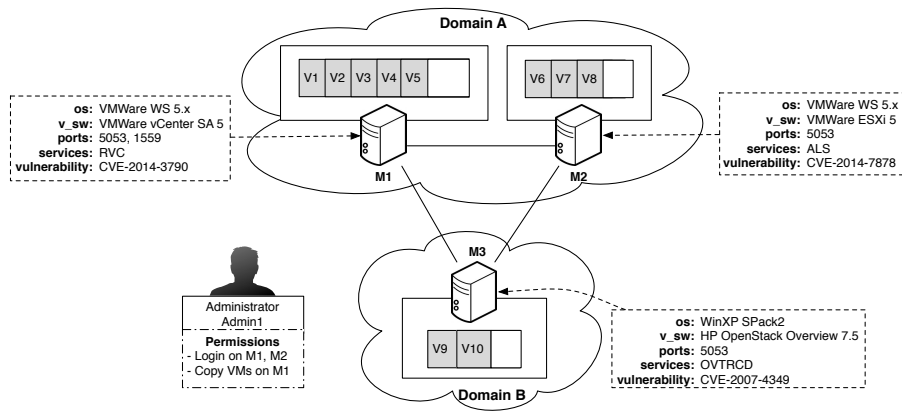 Domain A
V1 V2 V3 V4 V5
V6 V7 V8
os: VMWare WS 5.x
v_sw: VMWare vCenter SA 5
ports: 5053, 1559
services: RVC
vulnerability: CVE-2014-3790
os: VMWare WS 5.x
v_sw: VMWare ESXi 5
ports: 5053
services: ALS
vulnerability: CVE-2014-7878
M1
M2
M3
Administrator
Admin1
Permissions
- Login on M1, M2
- Copy VMs on M1
V9 V10
Domain B
os: WinXP SPack2
v_sw: HP OpenStack Overview 7.5
ports: 5053
services: OVTRCD
vulnerability: CVE-2007-4349